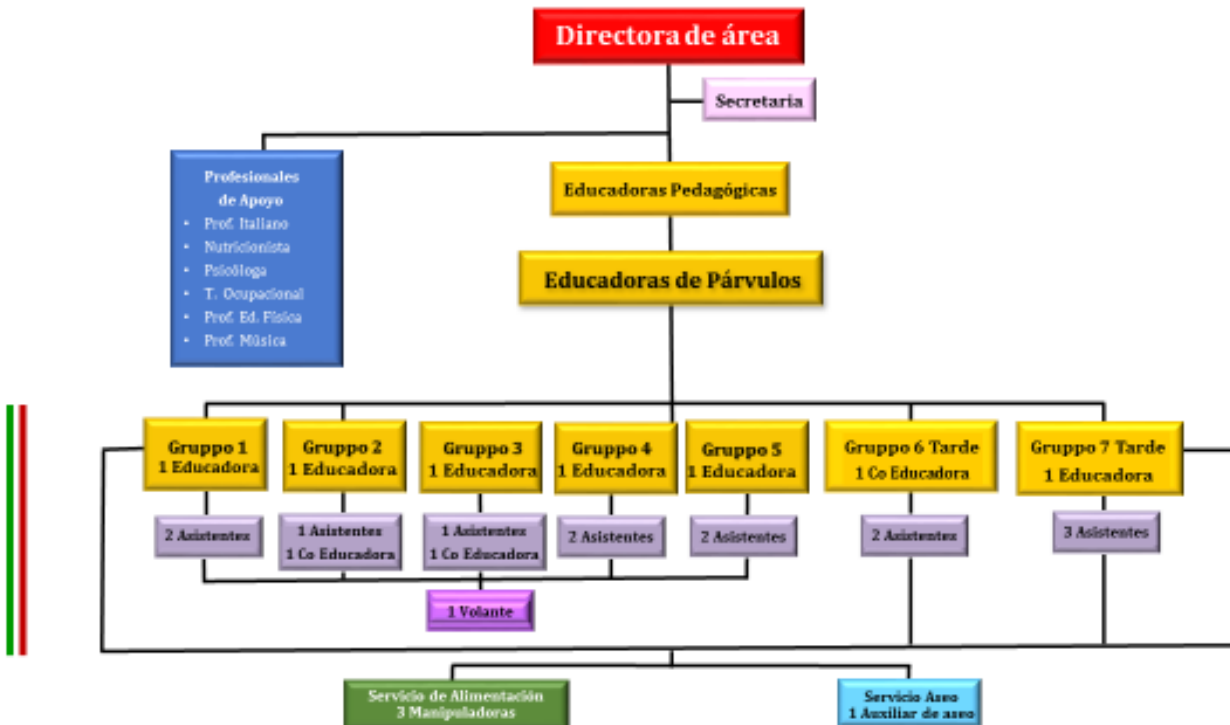 Directora de área
Secretaria
Profesionales
de Apoyo
• Prof. Italiano
• Nutricionista
• Psicóloga
• T. Ocupacional
• Prof. Ed. Física
• Prof. Música
Educadoras Pedagógicas
Educadoras de Párvulos
Gruppo 1
1 Educadora
Gruppo 2
1 Educadora
Gruppo 3
1 Educadora
Gruppo 4
1 Educadora
Gruppo 5
1 Educadora
Gruppo 6 Tarde
1 Co Educadora
Gruppo 7 Tarde
1 Educadora
2 Asistentes
1 Asistentes
1 Co Educadora
1 Asistentes
1 Co Educadora
2 Asistentes
2 Asistentes
2 Asistentes
3 Asistentes
1 Volante
Servicio de Alimentación
3 Manipuladoras
Servicio Aseo
1 Auxiliar de aseo